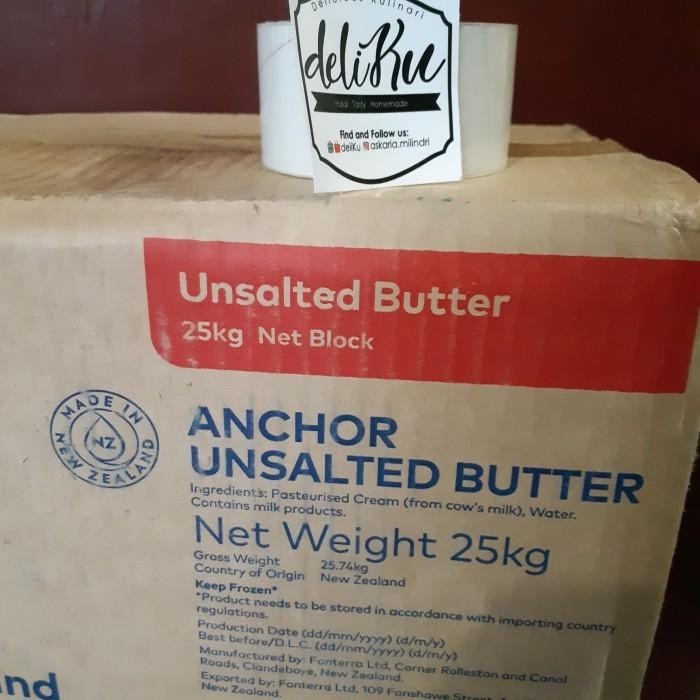 Delicious Kulinari
deliKu
Halal Tasty Homemade
Find and Follow us:
deliKu askaria.milindri
Unsalted Butter
25kg Net Block
MADE IN
NZ
NEW ZEALAND
ANCHOR
UNSALTED BUTTER
Ingredients: Pasteurised Cream (from cow's milk), Water.
Contains milk products.
Net Weight 25kg
Gross Weight 25.74kg
Country of Origin New Zealand
Keep Frozen*
*Product needs to be stored in accordance with importing country
regulations.
Production Date (dd/mm/yyyy) (d/m/y)
Best before/D.L.C. (dd/mm/yyyy) (d/m/y)
Manufactured by: Fonterra Ltd, Corner Rolleston and Canal
Roads, Clandeboye, New Zealand.
Exported by: Fonterra Ltd, 109 Fanshawe Street,
New Zealand.
nd